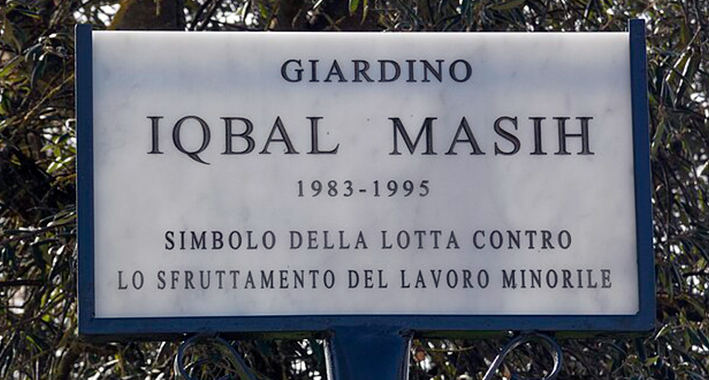 GIARDINO
IQBAL MASIH
1983-1995
SIMBOLO DELLA LOTTA CONTRO
LO SFRUTTAMENTO DEL LAVORO MINORILE